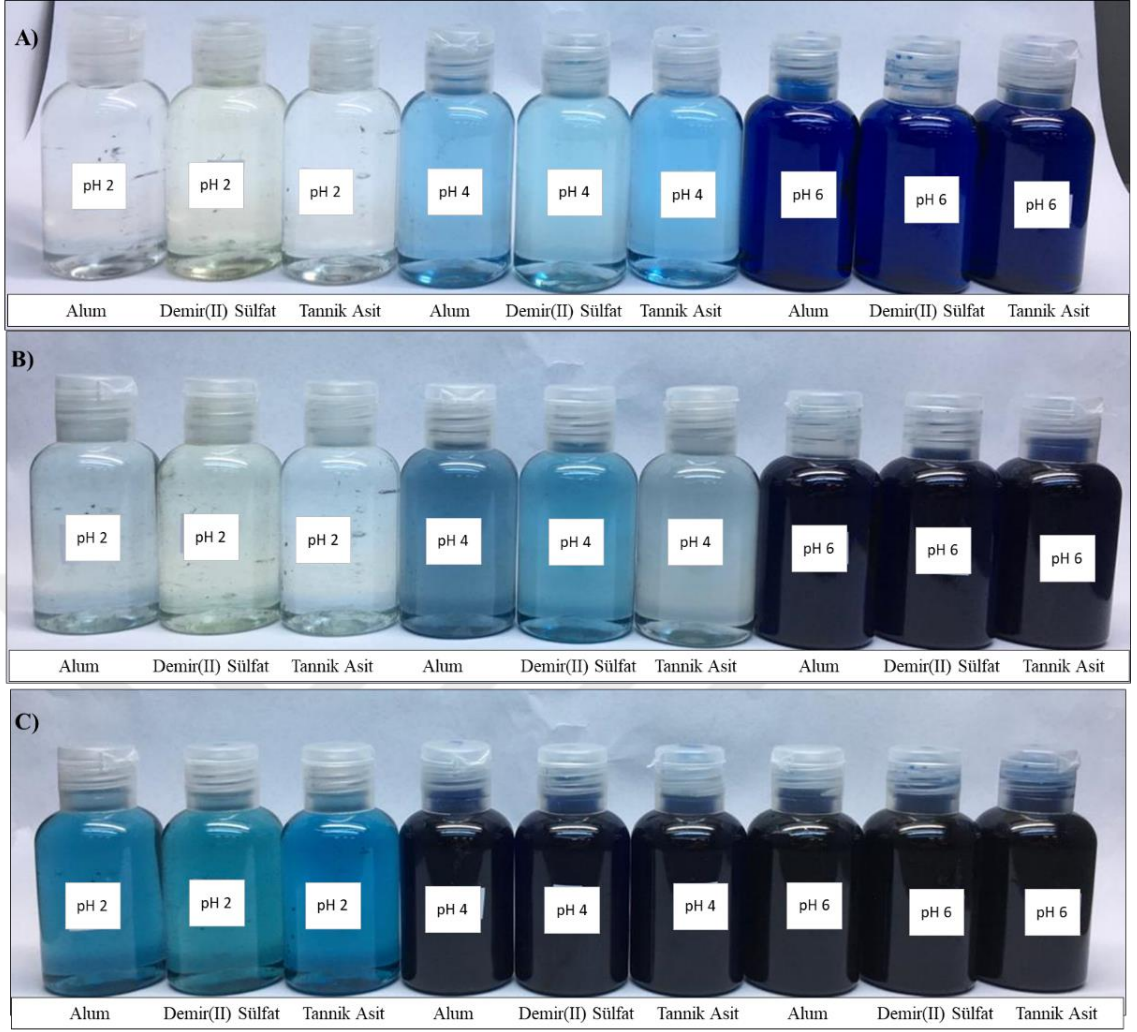 A)
pH 2 pH 2 pH 2 pH 4 pH 4 pH 4 pH 6 pH 6 pH 6
Alum Demir(II) Sülfat Tannik Asit Alum Demir(II) Sülfat Tannik Asit Alum Demir(II) Sülfat Tannik Asit
B)
pH 2 pH 2 pH 2 pH 4 pH 4 pH 4 pH 6 pH 6 pH 6
Alum Demir(II) Sülfat Tannik Asit Alum Demir(II) Sülfat Tannik Asit Alum Demir(II) Sülfat Tannik Asit
C)
pH 2 pH 2 pH 2 pH 4 pH 4 pH 4 pH 6 pH 6 pH 6
Alum Demir(II) Sülfat Tannik Asit Alum Demir(II) Sülfat Tannik Asit Alum Demir(II) Sülfat Tannik Asit